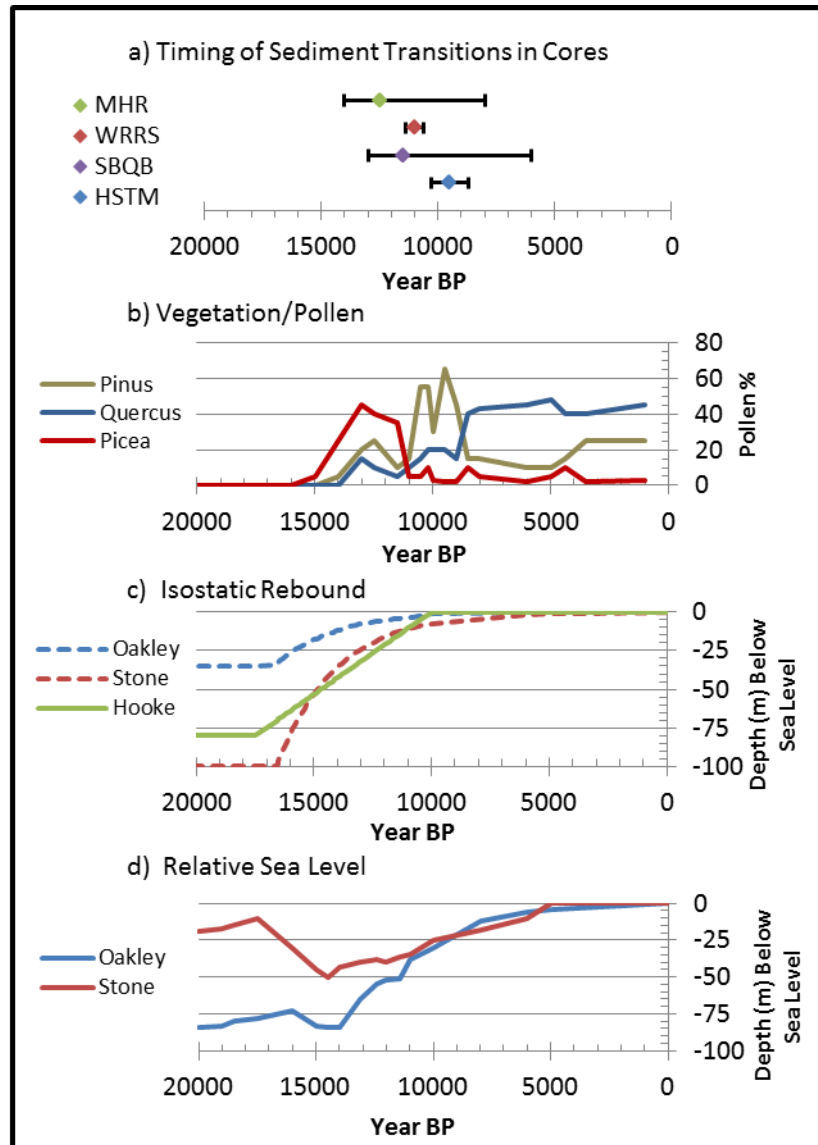 a) Timing of Sediment Transitions in Cores
MHR
WRRS
SBQB
HSTM
20000 15000 10000 5000 0
Year BP
b) Vegetation/Pollen
Pinus
Quercus
Picea
80
60
40
20
0
Pollen %
20000 15000 10000 5000 0
Year BP
c) Isostatic Rebound
Oakley
Stone
Hooke
0
-25
-50
-75
-100
Depth (m) Below
Sea Level
20000 15000 10000 5000 0
Year BP
d) Relative Sea Level
Oakley
Stone
0
-25
-50
-75
-100
Depth (m) Below
Sea Level
20000 15000 10000 5000 0
Year BP